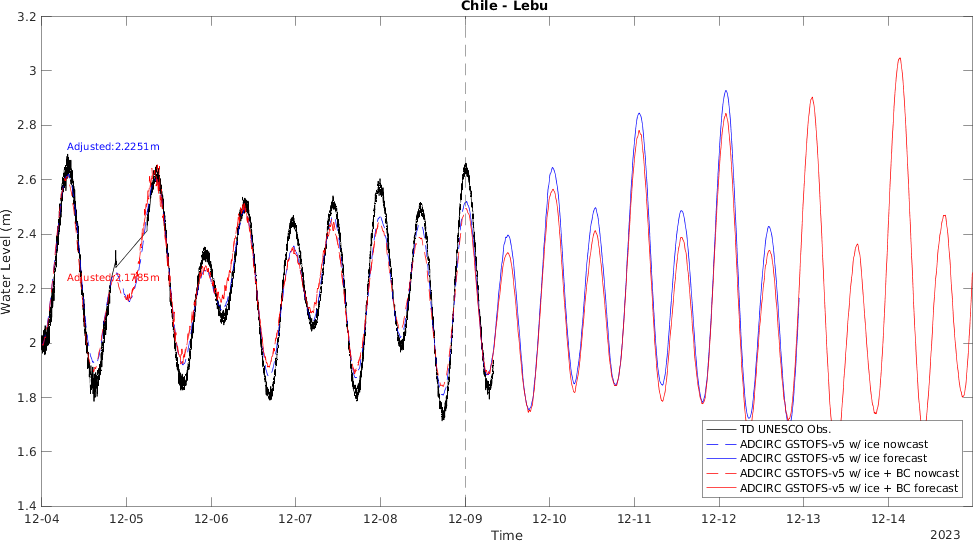 Chile - Lebu
3.2
3
2.8
2.6
2.4
2.2
2
1.8
1.6
1.4
Water Level (m)
Adjusted:2.2251m
Adjusted:2.1785m
TD UNESCO Obs.
ADCIRC GSTOFS-v5 w/ ice nowcast
ADCIRC GSTOFS-v5 w/ ice forecast
ADCIRC GSTOFS-v5 w/ ice + BC nowcast
ADCIRC GSTOFS-v5 w/ ice + BC forecast
12-04 12-05 12-06 12-07 12-08 12-09 12-10 12-11 12-12 12-13 12-14
Time
2023